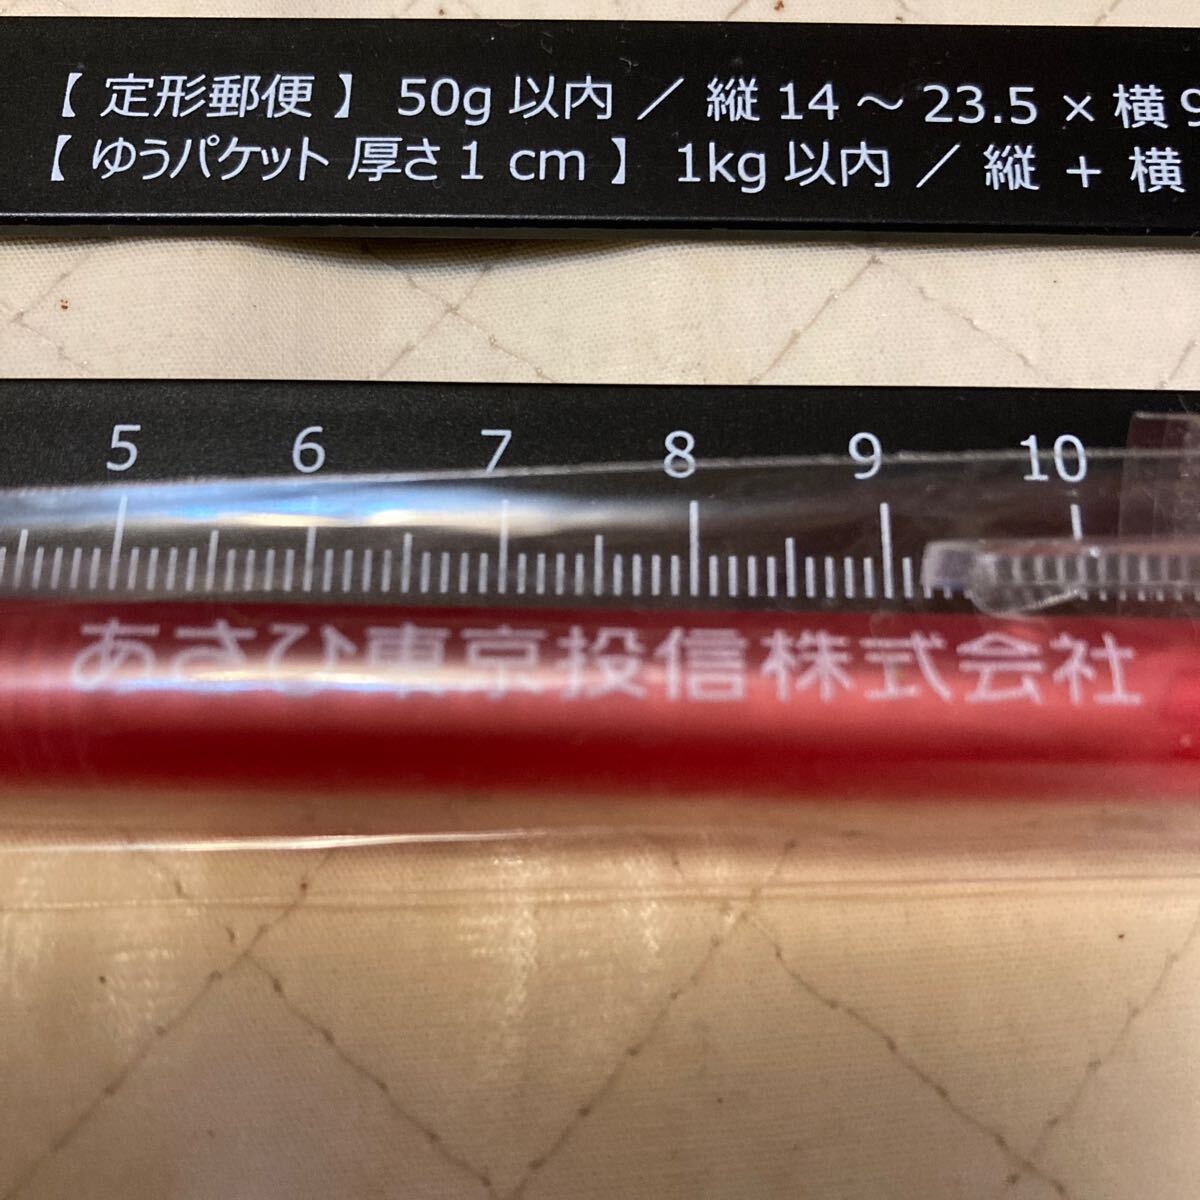 【 定形郵便 】 50g 以内 ／ 縦 14 ～ 23.5 × 横 9
【 ゆうパケット 厚さ 1 cm 】 1kg 以内 ／ 縦 + 横
5 6 7 8 9 10
あさひ東京投信株式会社